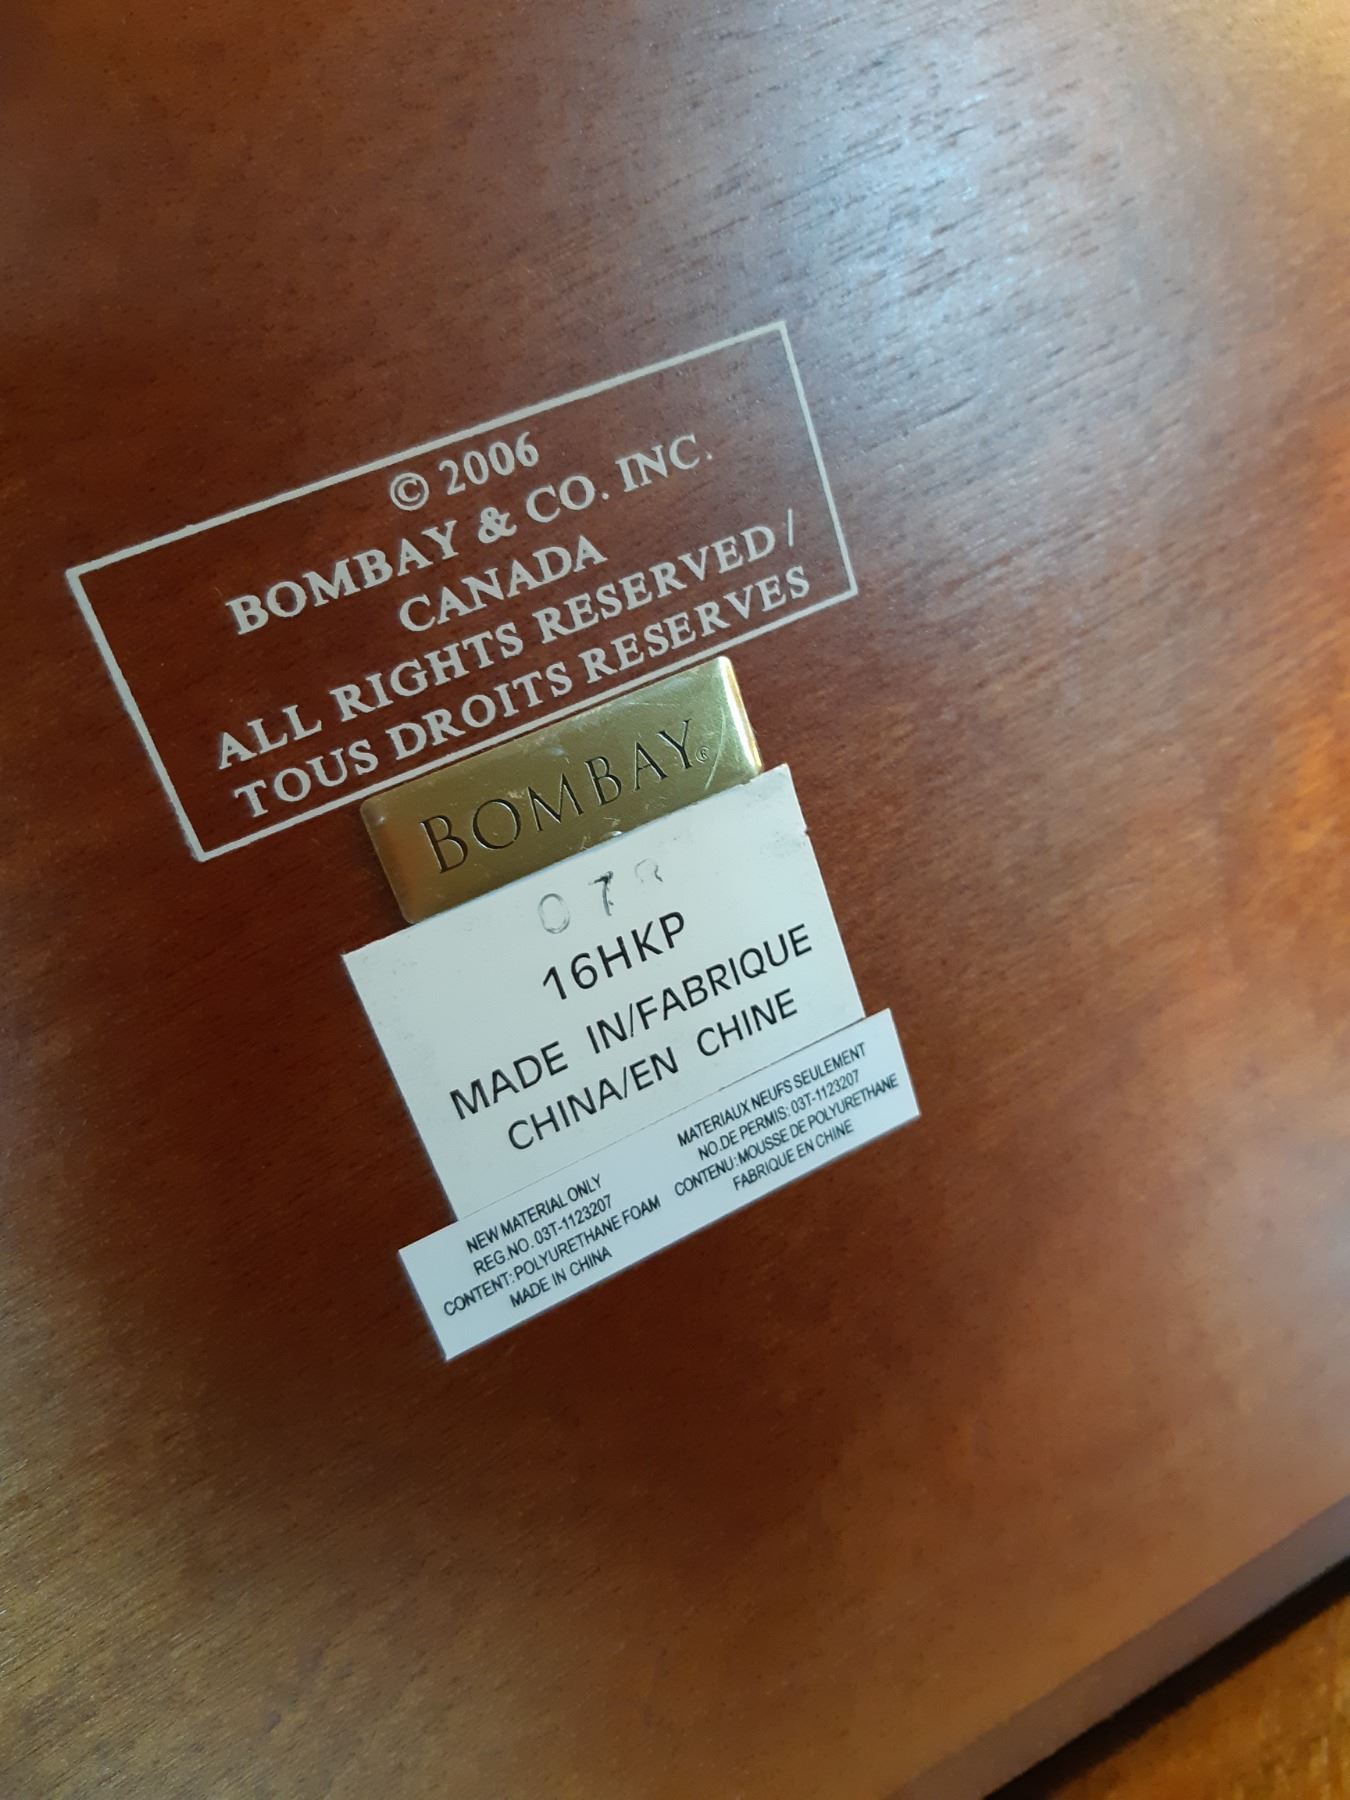 © 2006
BOMBAY & CO. INC.
CANADA
ALL RIGHTS RESERVED /
TOUS DROITS RESERVES
BOMBAY®
16HKP
MADE IN/FABRIQUE
CHINA/EN CHINE
NEW MATERIAL ONLY
REG.NO. 03T-1123207
CONTENT:POLYURETHANE FOAM
MADE IN CHINA
MATERIAUX NEUFS SEULEMENT
NO.DE PERMIS: 03T-1123207
CONTENU:MOUSSE DE POLYURETHANE
FABRIQUE EN CHINE